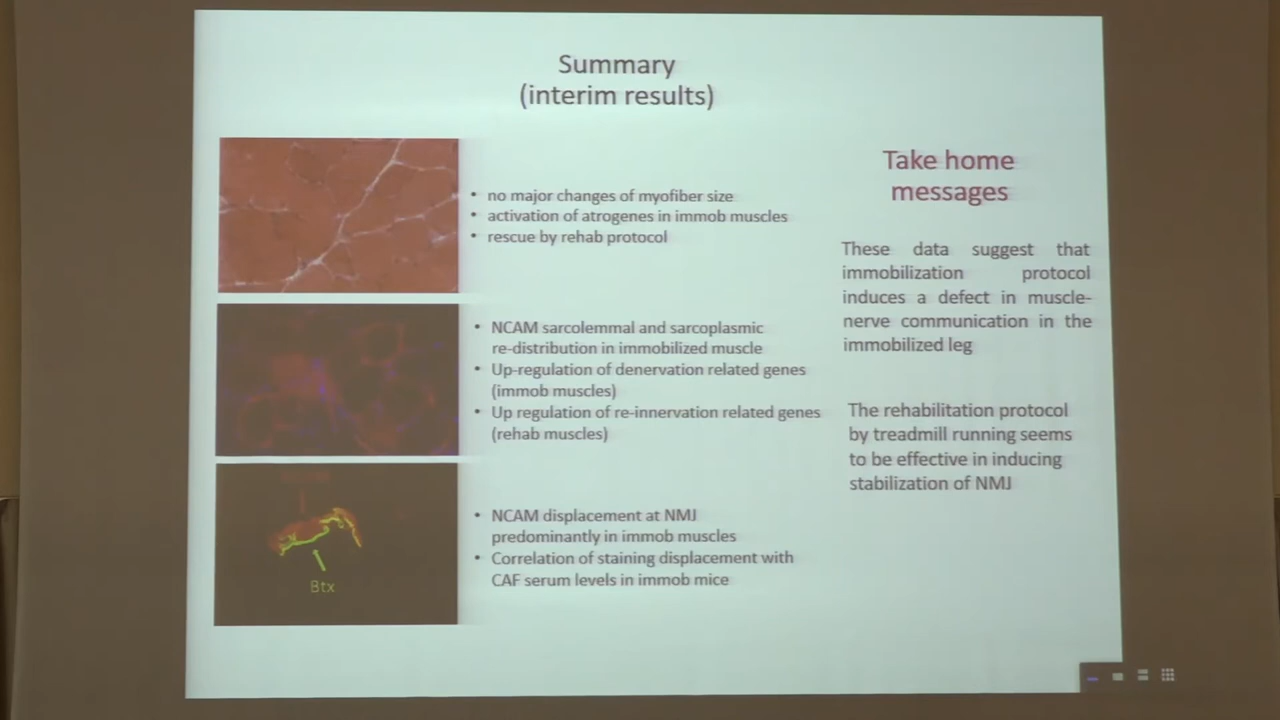 Summary
(interim results)
• no major changes of myofiber size
• activation of atrogenes in immob muscles
• rescue by rehab protocol
• NCAM sarcolemmal and sarcoplasmic
re-distribution in immobilized muscle
• Up-regulation of denervation related genes
(immob muscles)
• Up regulation of re-innervation related genes
(rehab muscles)
Btx
• NCAM displacement at NMJ
predominantly in immob muscles
• Correlation of staining displacement with
CAF serum levels in immob mice
Take home
messages
These data suggest that
immobilization protocol
induces a defect in muscle-
nerve communication in the
immobilized leg
The rehabilitation protocol
by treadmill running seems
to be effective in inducing
stabilization of NMJ